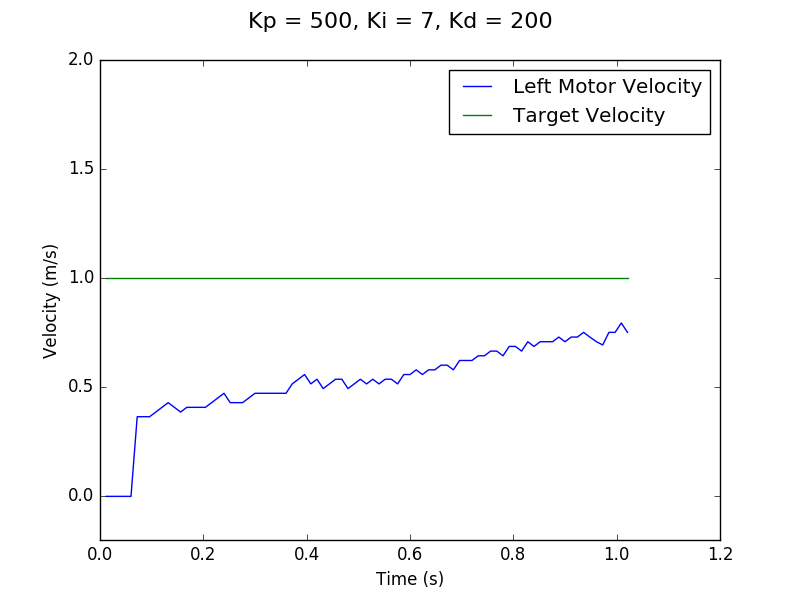 Kp = 500, Ki = 7, Kd = 200
2.0
1.5
1.0
0.5
0.0
Velocity (m/s)
Left Motor Velocity
Target Velocity
0.0 0.2 0.4 0.6 0.8 1.0 1.2
Time (s)